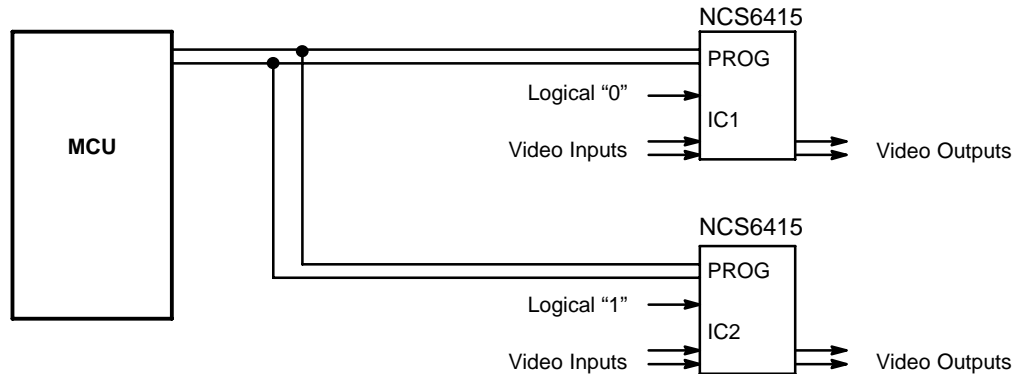 NCS6415
PROG
Logical “0”
IC1
MCU
Video Inputs
Video Outputs
NCS6415
PROG
Logical “1”
IC2
Video Inputs
Video Outputs